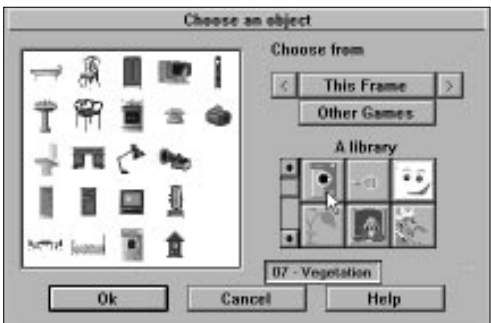 Choose an object
Choose from
< This Frame >
Other Games
A library
07 - Vegetation
Ok Cancel Help